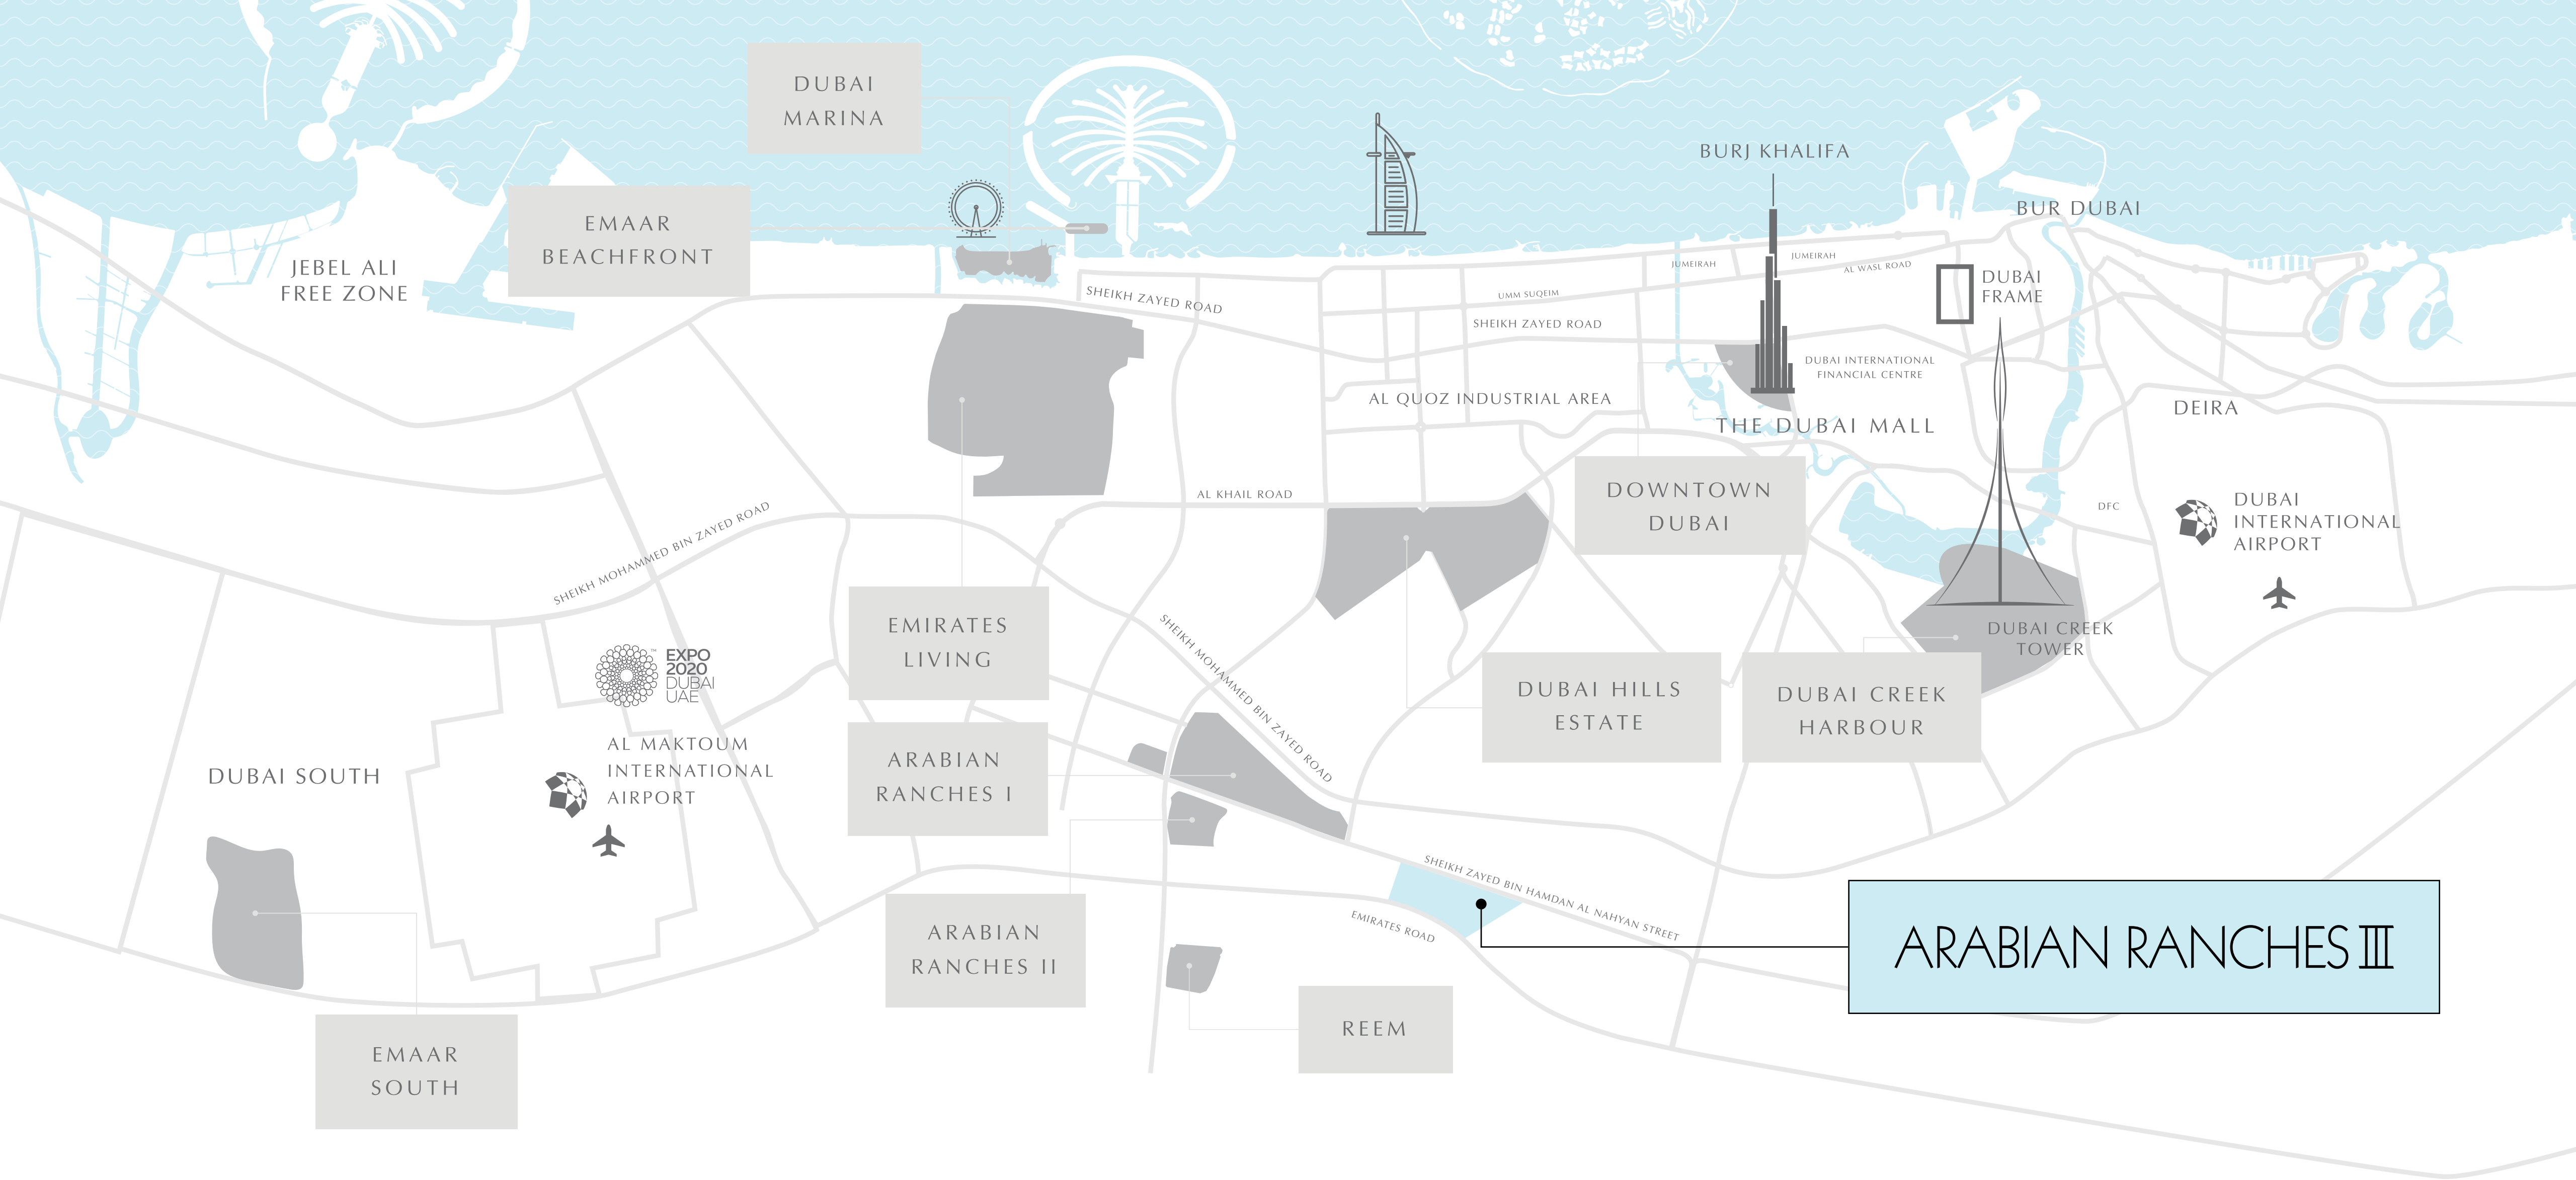 DUBAI
MARINA
BURJ KHALIFA
BUR DUBAI
EMAAR
BEACHFRONT
JEBEL ALI
FREE ZONE
JUMEIRAH
JUMEIRAH
AL WASL ROAD
DUBAI
FRAME
SHEIKH ZAYED ROAD
UMM SUQEIM
SHEIKH ZAYED ROAD
DUBAI INTERNATIONAL
FINANCIAL CENTRE
AL QUOZ INDUSTRIAL AREA
THE DUBAI MALL
DEIRA
AL KHAIL ROAD
DOWNTOWN
DUBAI
DFC
DUBAI
INTERNATIONAL
AIRPORT
SHEIKH MOHAMMED BIN ZAYED ROAD
EMIRATES
LIVING
SHEIKH MOHAMMED BIN ZAYED ROAD
DUBAI CREEK
TOWER
EXPO
2020
DUBAI
UAE
™
DUBAI HILLS
ESTATE
DUBAI CREEK
HARBOUR
AL MAKTOUM
INTERNATIONAL
AIRPORT
DUBAI SOUTH
ARABIAN
RANCHES I
SHEIKH ZAYED BIN HAMDAN AL NAHYAN STREET
EMIRATES ROAD
ARABIAN
RANCHES II
ARABIAN RANCHES III
REEM
EMAAR
SOUTH